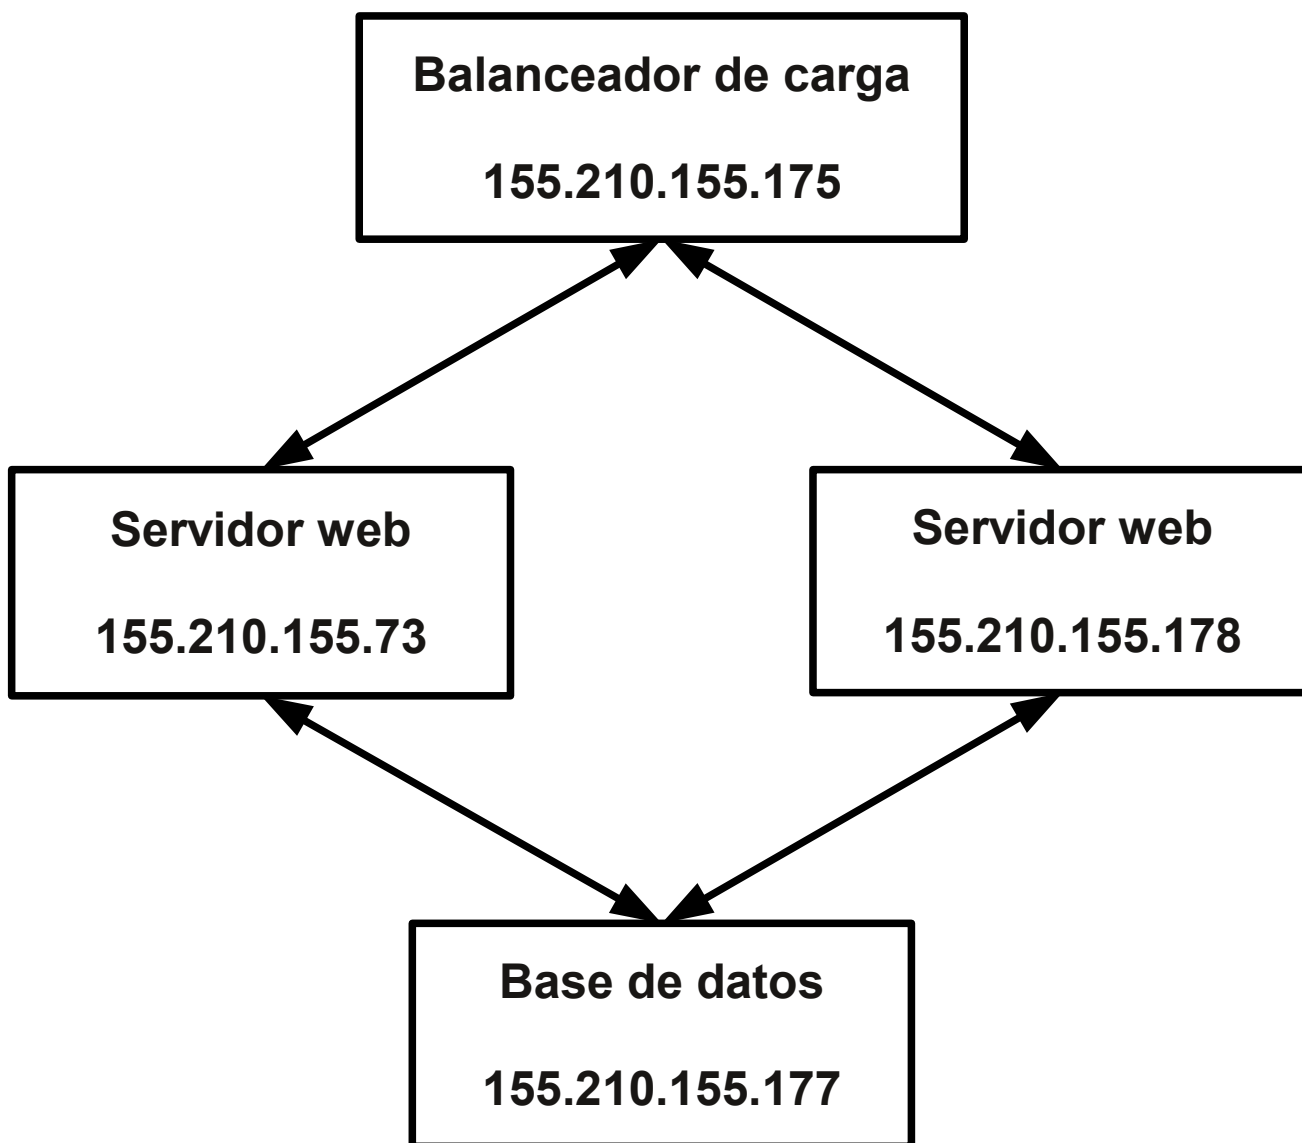 Balanceador de carga
155.210.155.175
Servidor web
155.210.155.73
Servidor web
155.210.155.178
Base de datos
155.210.155.177